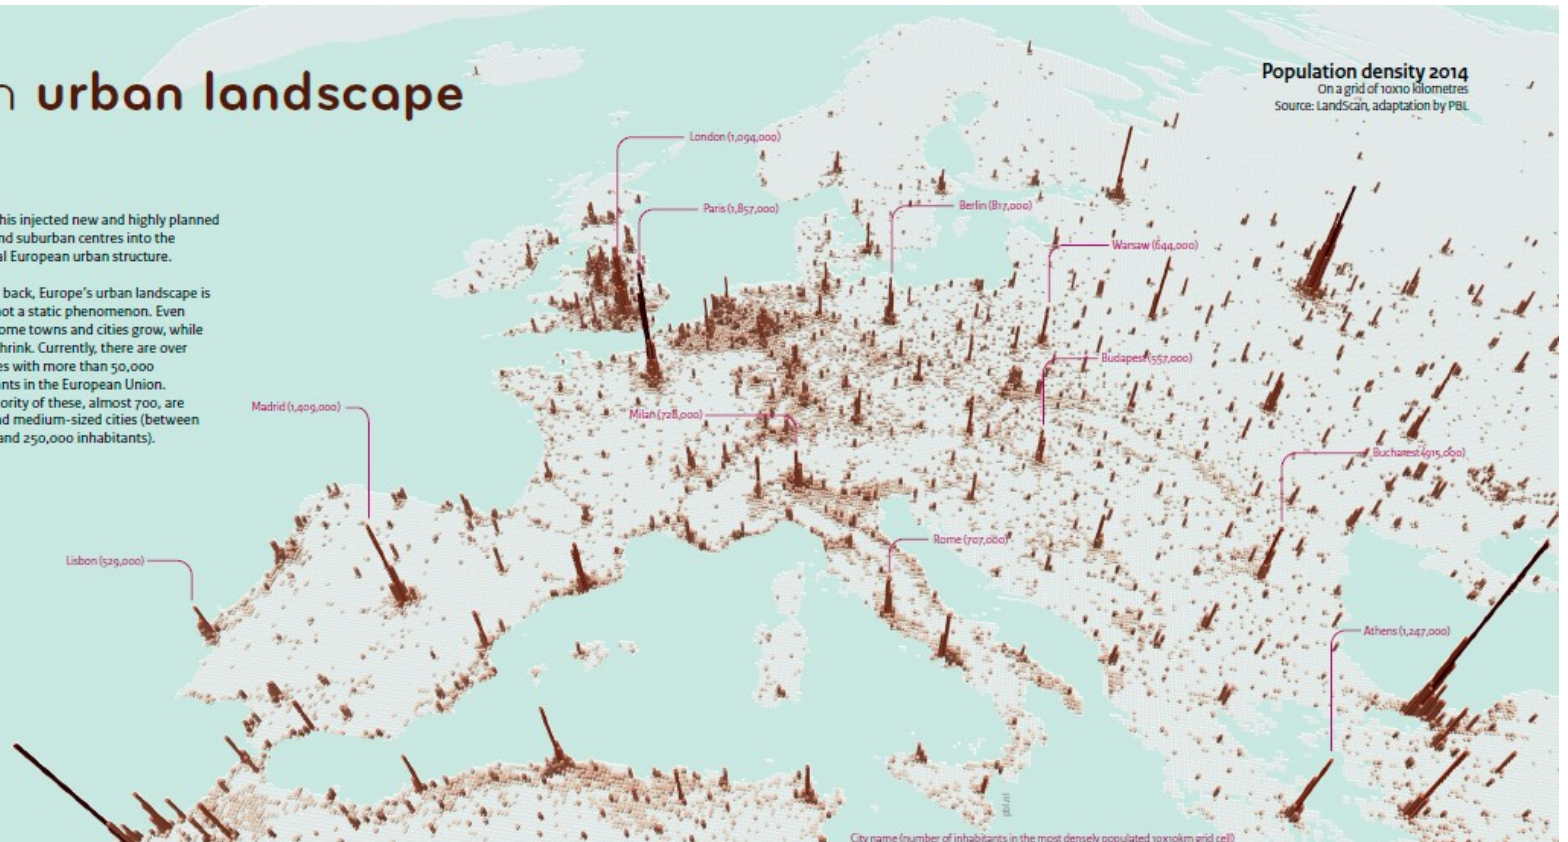 n urban landscape
Population density 2014
On a grid of 10x10 kilometres
Source: LandScan, adaptation by PBL
his injected new and highly planned
nd suburban centres into the
al European urban structure.
back, Europe's urban landscape is
not a static phenomenon. Even
ome towns and cities grow, while
hrink. Currently, there are over
es with more than 50,000
ants in the European Union.
ority of these, almost 700, are
nd medium-sized cities (between
and 250,000 inhabitants).
London (1,094,000)
Paris (1,857,000)
Berlin (817,000)
Warsaw (644,000)
Budapest (557,000)
Madrid (1,409,000)
Milan (728,000)
Bucharest (915,000)
Rome (707,000)
Lisbon (529,000)
Athens (1,247,000)
pbl.nl
City name (number of inhabitants in the most densely populated 10x10km grid cell)